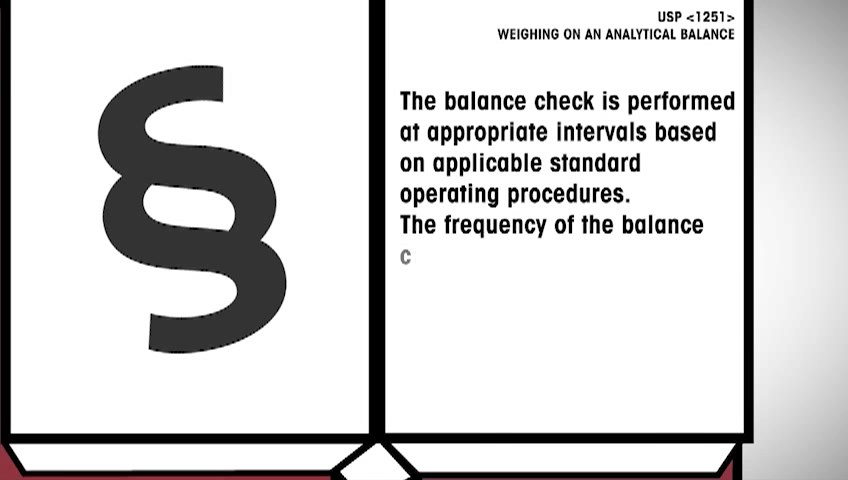 §
USP <1251>
WEIGHING ON AN ANALYTICAL BALANCE
The balance check is performed
at appropriate intervals based
on applicable standard
operating procedures.
The frequency of the balance
c